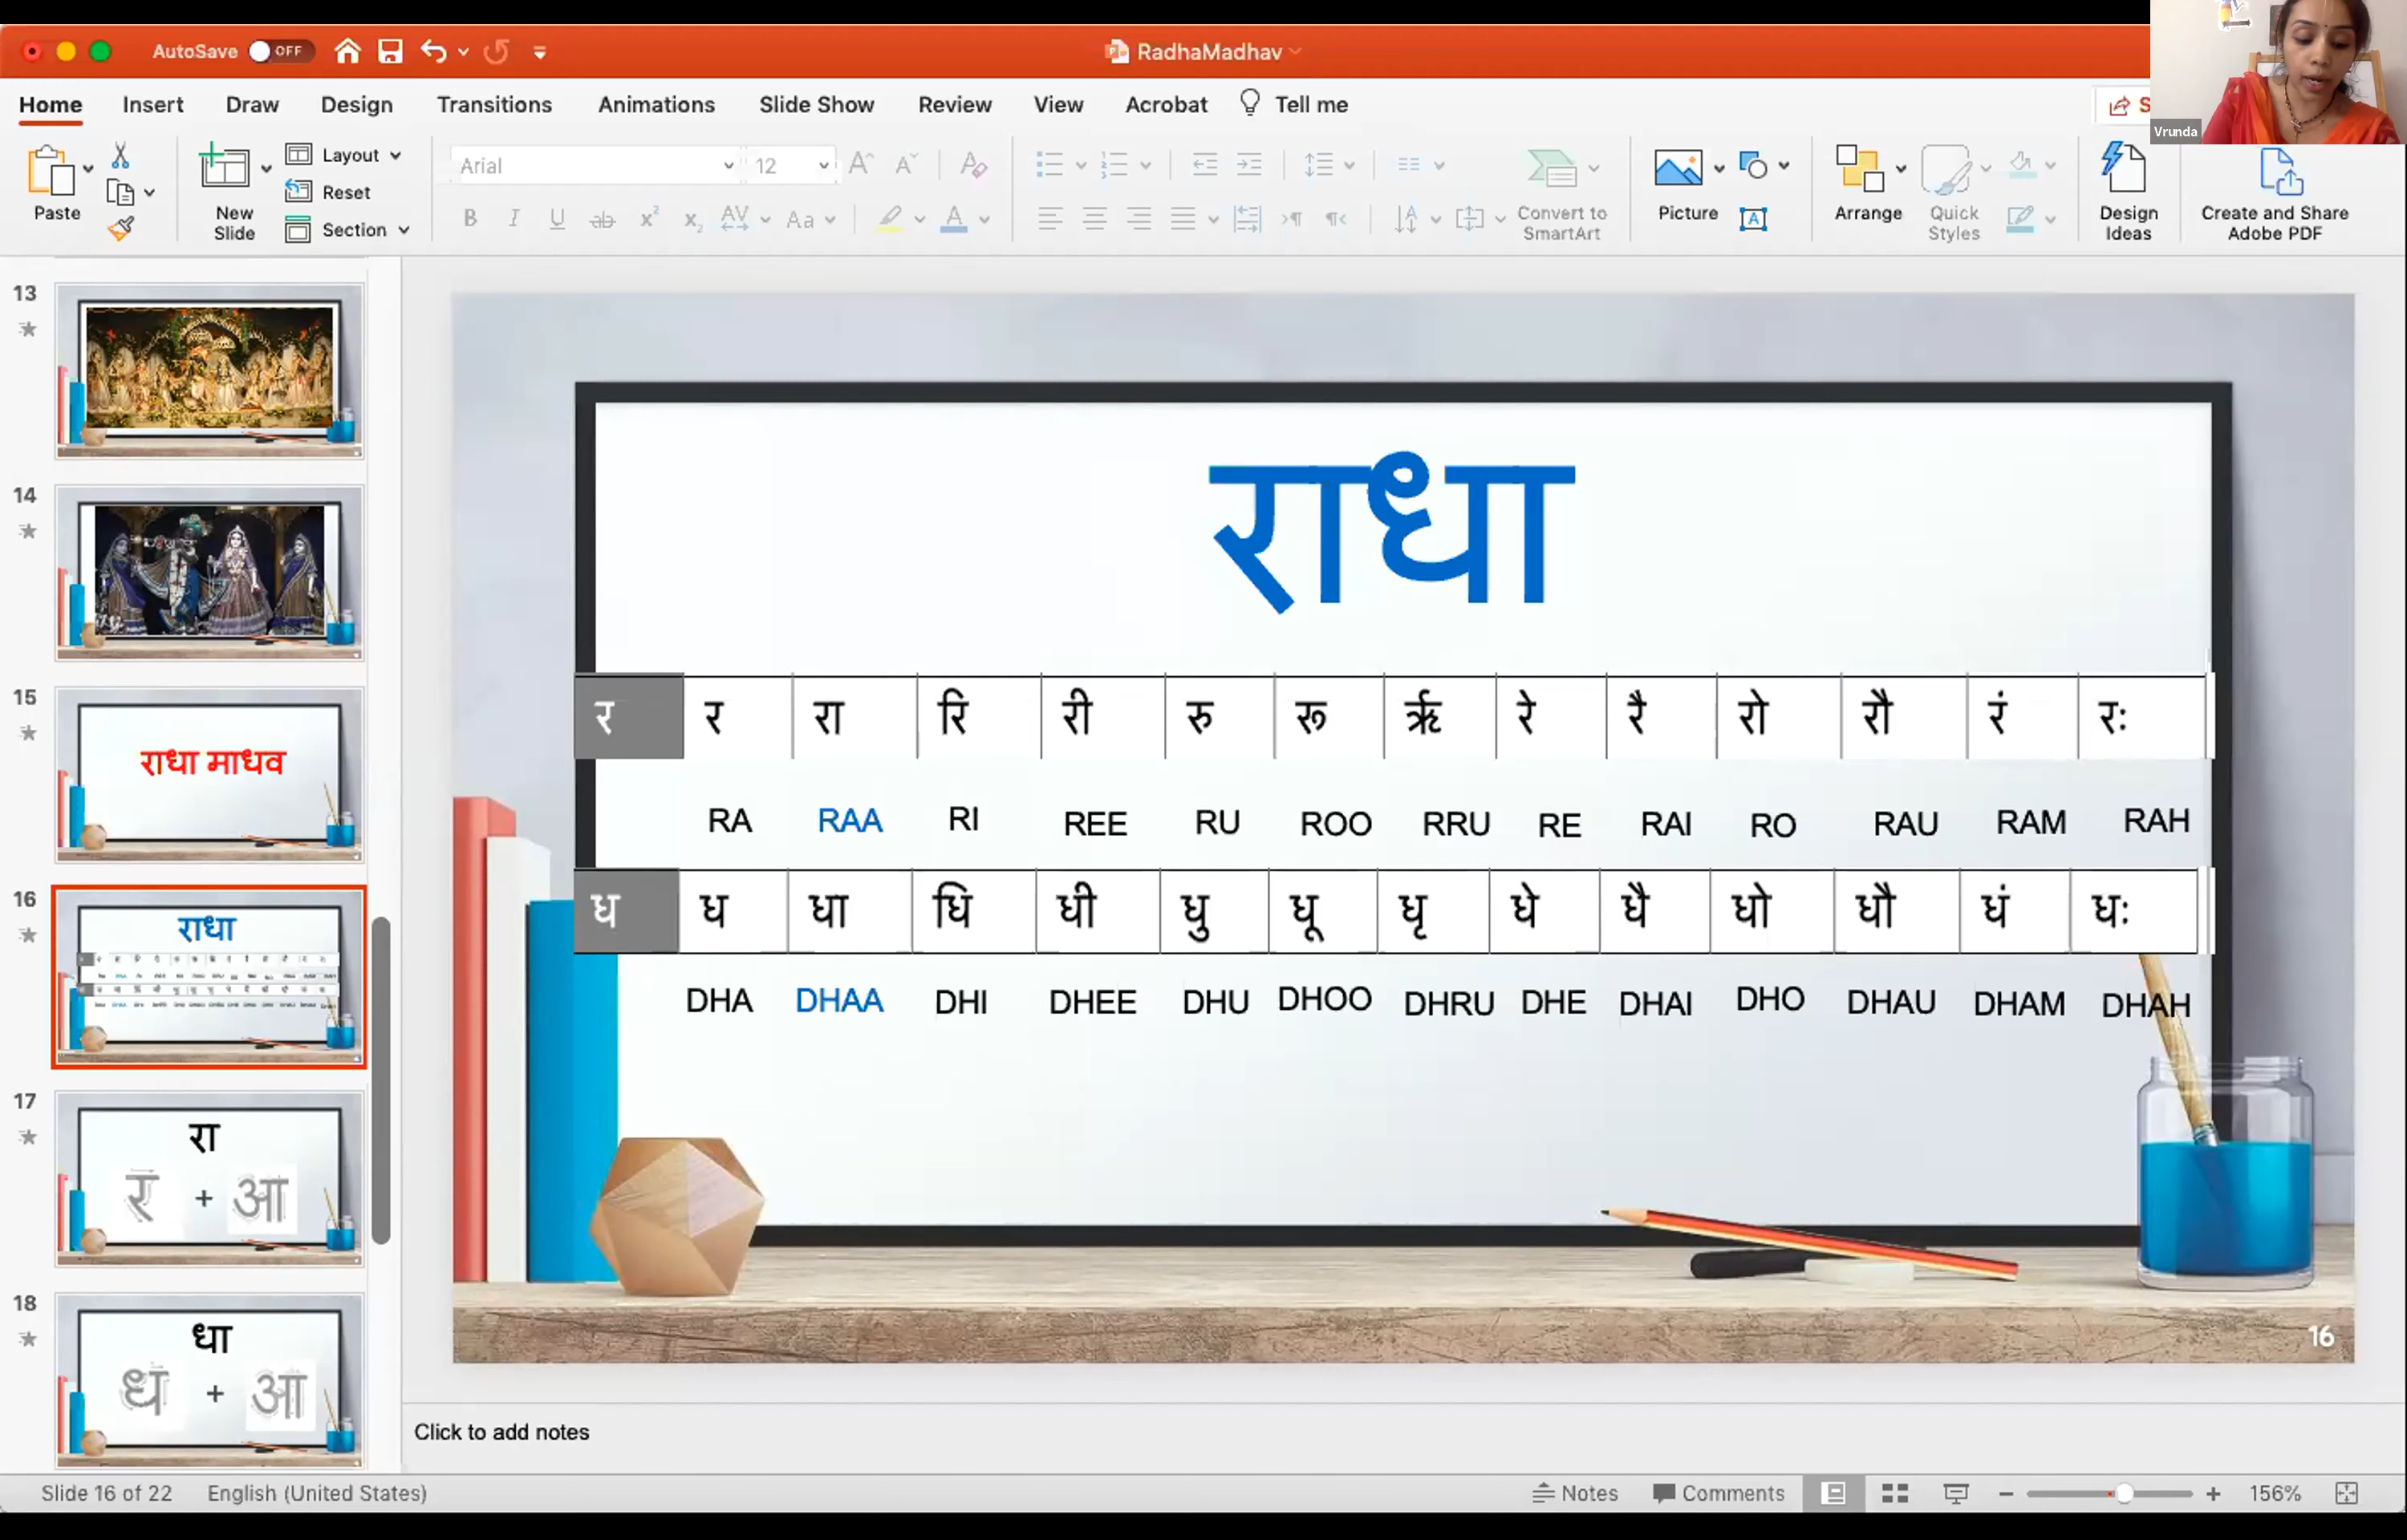 AutoSave OFF RadhaMadhav
Vrunda
Home Insert Draw Design Transitions Animations Slide Show Review View Acrobat Tell me S
Paste
New Slide
Layout
Reset
Section
Arial 12
Convert to SmartArt
Picture
Arrange
Quick Styles
Design Ideas
Create and Share Adobe PDF
13
14
15
राधा माधव
16
राधा
17
रा
र + आ
18
धा
ध + आ
राधा
र र रा रि री रु रू र्ऋ रे रै रो रौ रं रः
RA RAA RI REE RU ROO RRU RE RAI RO RAU RAM RAH
ध ध धा धि धी धु धू धृ धे धै धो धौ धं धः
DHA DHAA DHI DHEE DHU DHOO DHRU DHE DHAI DHO DHAU DHAM DHAH
16
Click to add notes
Slide 16 of 22 English (United States) Notes Comments 156%